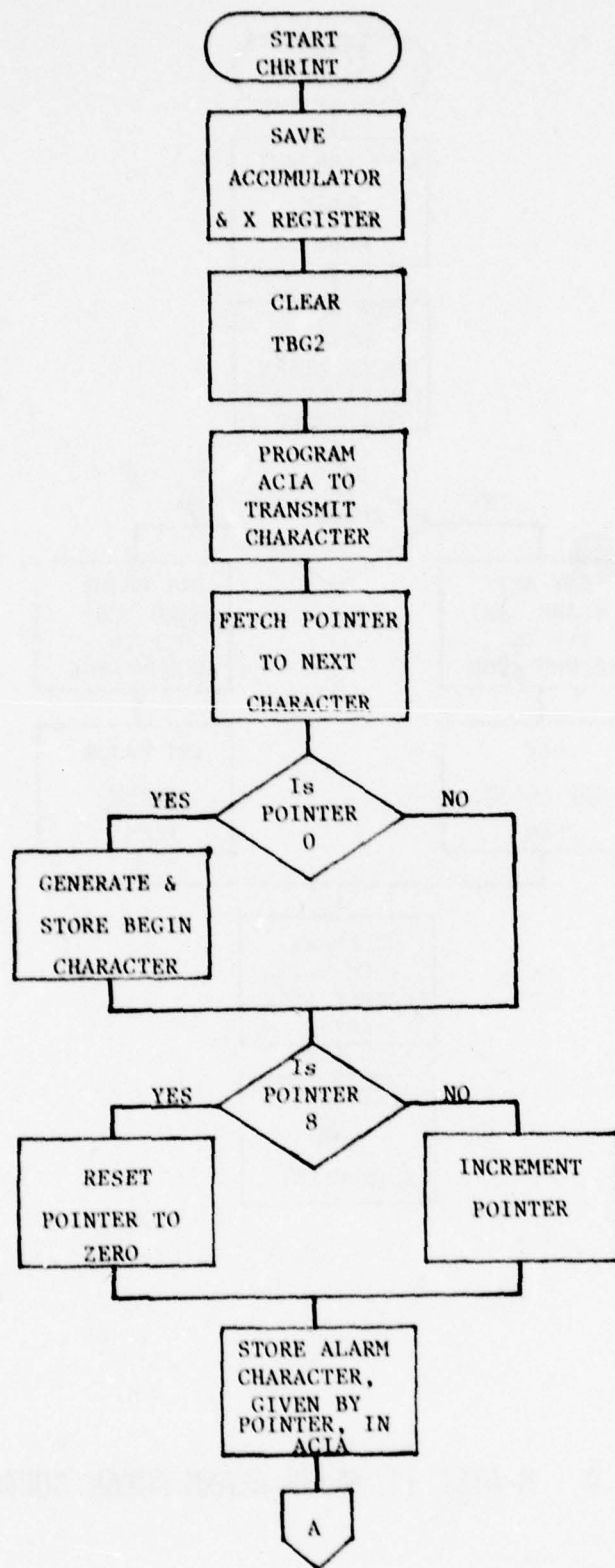 START
CHRINT
SAVE
ACCUMULATOR
& X REGISTER
CLEAR
TBG2
PROGRAM
ACIA TO
TRANSMIT
CHARACTER
FETCH POINTER
TO NEXT
CHARACTER
Is
POINTER
0
YES
NO
GENERATE &
STORE BEGIN
CHARACTER
Is
POINTER
8
YES
NO
RESET
POINTER TO
ZERO
INCREMENT
POINTER
STORE ALARM
CHARACTER,
GIVEN BY
POINTER, IN
ACIA
A